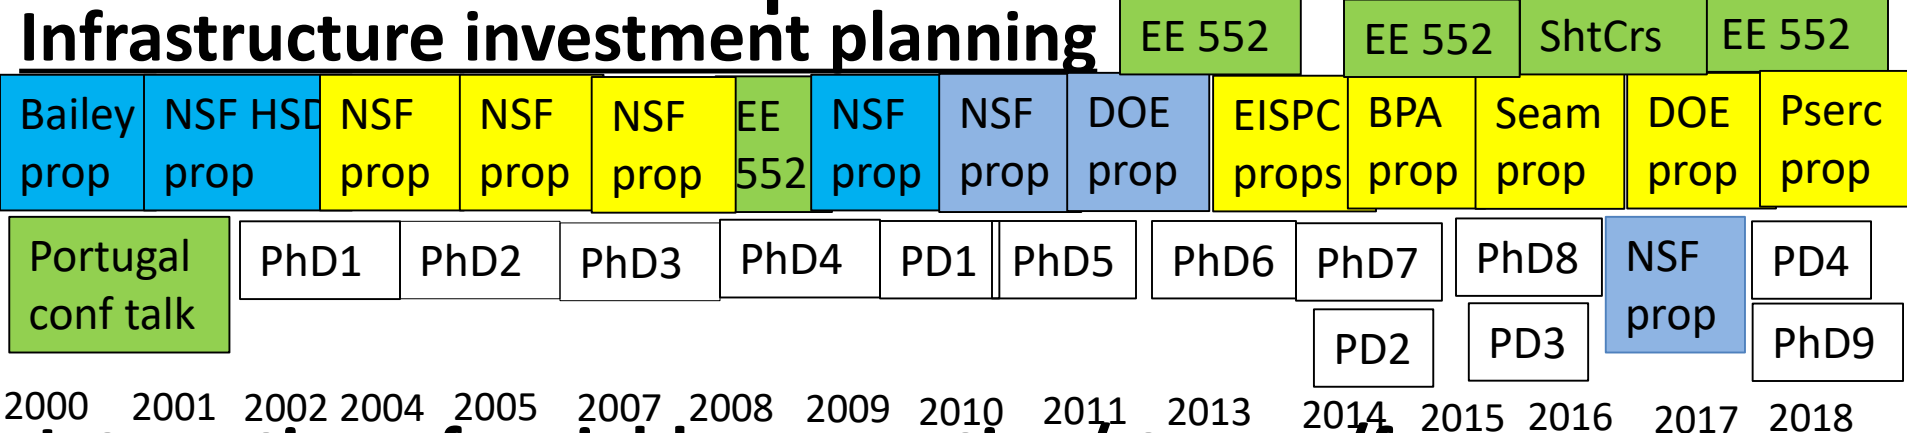 Infrastructure investment planning
EE 552
EE 552
ShtCrs
EE 552
Bailey
prop
NSF HSD
prop
NSF
prop
NSF
prop
NSF
prop
EE
552
NSF
prop
NSF
prop
DOE
prop
EISPC
props
BPA
prop
Seam
prop
DOE
prop
Pserc
prop
Portugal
conf talk
PhD1
PhD2
PhD3
PhD4
PD1
PhD5
PhD6
PhD7
PhD8
NSF
prop
PD4
PD2
PD3
PhD9
2000 2001 2002 2004 2005 2007 2008 2009 2010 2011 2013 2014 2015 2016 2017 2018